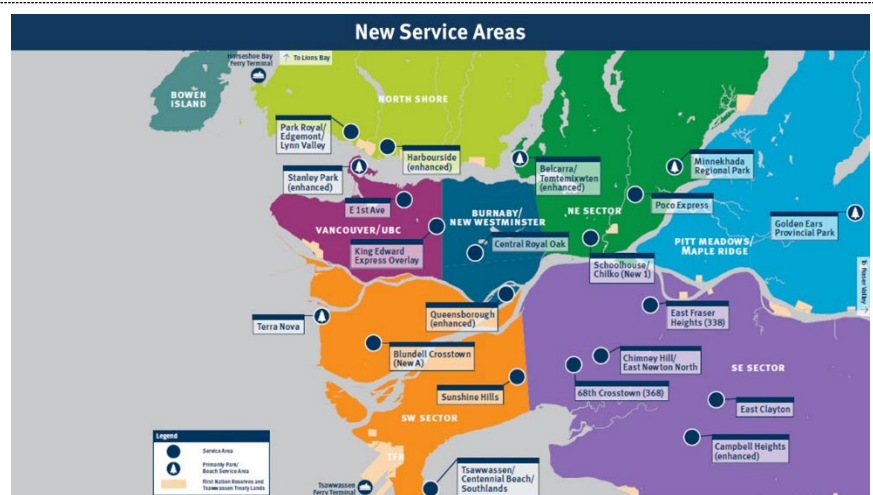 New Service Areas
Horseshoe Bay
Ferry Terminal
↑ To Lions Bay
BOWEN
ISLAND
NORTH SHORE
Park Royal/
Edgemont/
Lynn Valley
Harbourside
(enhanced)
Stanley Park
(enhanced)
Belcarra/
Temtemixwten
(enhanced)
Minnekhada
Regional Park
E 1st Ave
Poco Express
VANCOUVER/UBC
BURNABY/
NEW WESTMINSTER
NE SECTOR
Golden Ears
Provincial Park
King Edward
Express Overlay
Central Royal Oak
PITT MEADOWS/
MAPLE RIDGE
Schoolhouse/
Chilko (New 1)
To Fraser Valley →
Queensborough
(enhanced)
East Fraser
Heights (338)
Terra Nova
Blundell Crosstown
(New A)
Chimney Hill/
East Newton North
SE SECTOR
Sunshine Hills
68th Crosstown (368)
East Clayton
SW SECTOR
Campbell Heights
(enhanced)
Legend
Service Area
Primarily Park/
Beach Service Area
First Nation Reserves and
Tsawwassen Treaty Lands
TFN
Tsawwassen
Ferry Terminal
Tsawwassen/
Centennial Beach/
Southlands